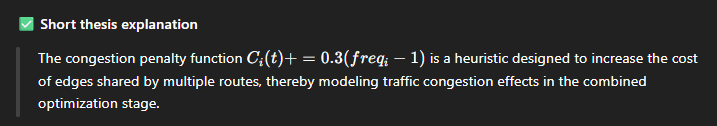 ✅ Short thesis explanation
The congestion penalty function C_i(t)+ = 0.3(freq_i − 1) is a heuristic designed to increase the cost
of edges shared by multiple routes, thereby modeling traffic congestion effects in the combined
optimization stage.